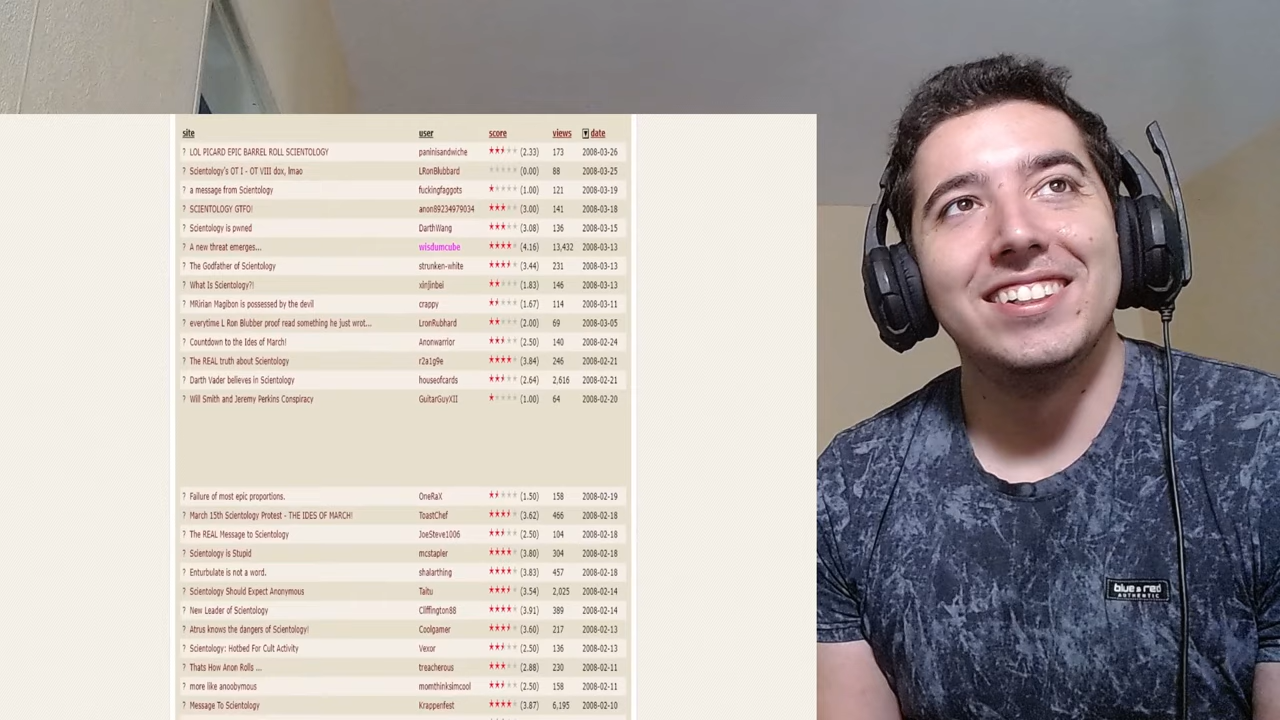 site user score views date
? LOL PICARD EPIC BARREL ROLL SCIENTOLOGY paninisandwiche (2.33) 173 2008-03-26
? Scientology's OT I - OT VIII dox, lmao LRonBlubbard (0.00) 88 2008-03-25
? a message from Scientology fuckingfaggots (1.00) 121 2008-03-19
? SCIENTOLOGY GTFO! anon89234979034 (3.00) 141 2008-03-18
? Scientology is pwned DarthWang (3.08) 136 2008-03-15
? A new threat emerges... wisdumcube (4.16) 13,432 2008-03-13
? The Godfather of Scientology strunken-white (3.44) 231 2008-03-13
? What Is Scientology?! xinjinbei (1.83) 146 2008-03-13
? MRirian Magibon is possessed by the devil crappy (1.67) 114 2008-03-11
? everytime L Ron Blubber proof read something he just wrot... LronRubhard (2.00) 69 2008-03-05
? Countdown to the Ides of March! Anonwarrior (2.50) 140 2008-02-24
? The REAL truth about Scientology r2a1g9e (3.84) 246 2008-02-21
? Darth Vader believes in Scientology houseofcards (2.64) 2,616 2008-02-21
? Will Smith and Jeremy Perkins Conspiracy GuitarGuyXII (1.00) 64 2008-02-20
? Failure of most epic proportions. OneRaX (1.50) 158 2008-02-19
? March 15th Scientology Protest - THE IDES OF MARCH! ToastChef (3.62) 466 2008-02-18
? The REAL Message to Scientology JoeSteve1006 (2.50) 104 2008-02-18
? Scientology is Stupid mcstapler (3.80) 304 2008-02-18
? Enturbulate is not a word. shalarthing (3.83) 457 2008-02-18
? Scientology Should Expect Anonymous Taitu (3.54) 2,025 2008-02-14
? New Leader of Scientology Cliffington88 (3.91) 389 2008-02-14
? Atrus knows the dangers of Scientology! Coolgamer (3.60) 217 2008-02-13
? Scientology: Hotbed For Cult Activity Vexor (2.50) 136 2008-02-13
? Thats How Anon Rolls ... treacherous (2.88) 230 2008-02-11
? more like anoobymous momthinksimcool (2.50) 158 2008-02-11
? Message To Scientology Krappenfest (3.87) 6,195 2008-02-10
blue & red
AUTHENTIC